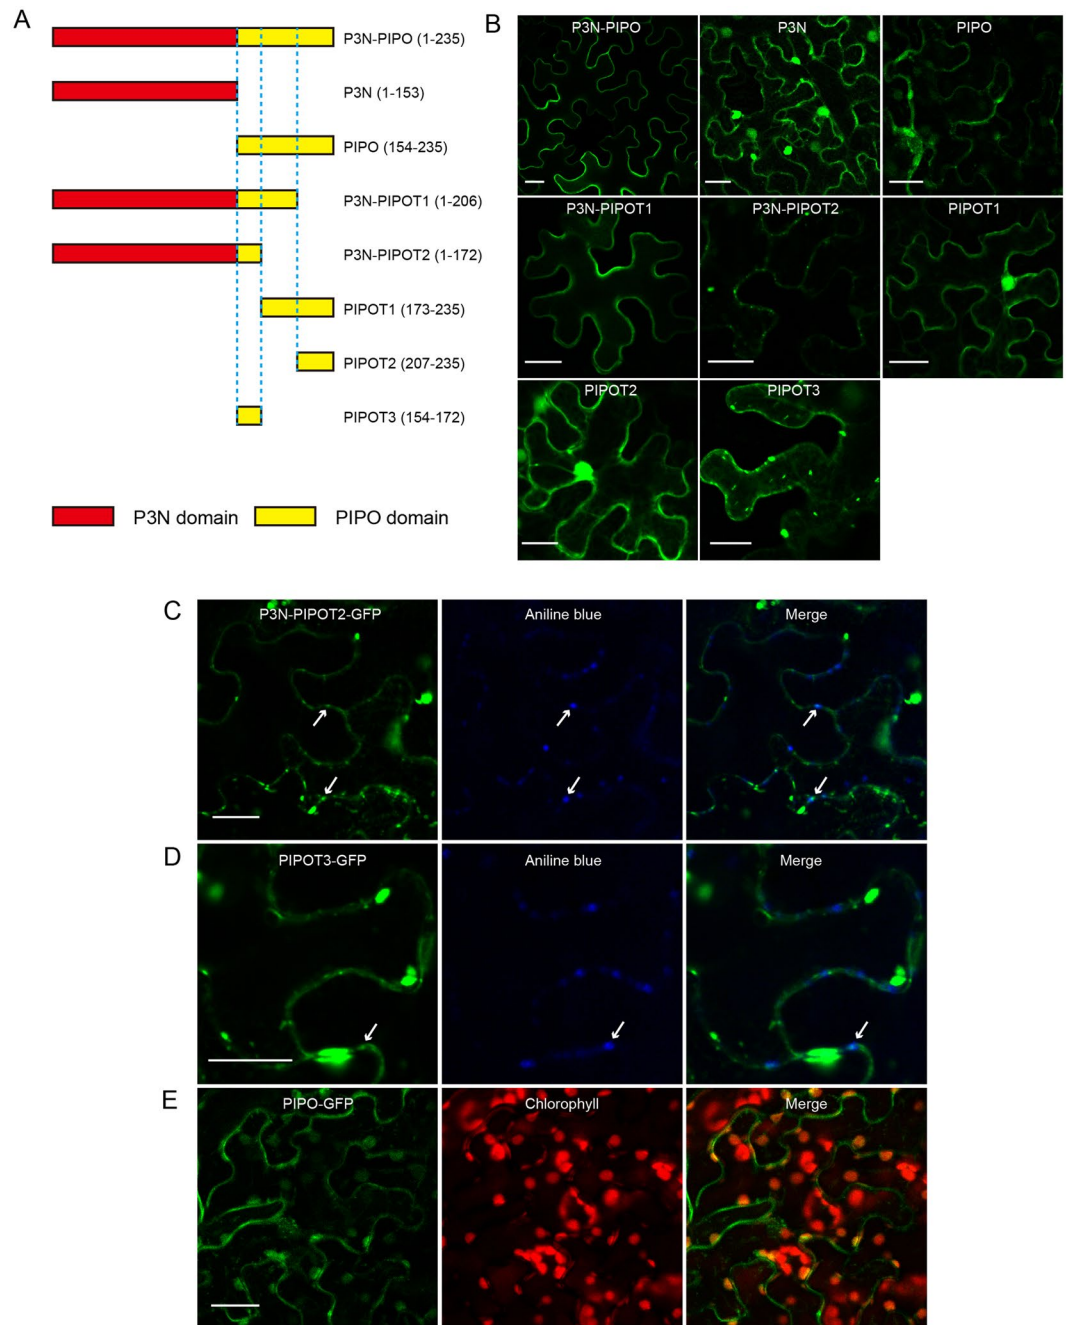 A
P3N-PIPO (1-235)
P3N (1-153)
PIPO (154-235)
P3N-PIPOT1 (1-206)
P3N-PIPOT2 (1-172)
PIPOT1 (173-235)
PIPOT2 (207-235)
PIPOT3 (154-172)
P3N domain PIPO domain
B
P3N-PIPO P3N PIPO
P3N-PIPOT1 P3N-PIPOT2 PIPOT1
PIPOT2 PIPOT3
C
P3N-PIPOT2-GFP Aniline blue Merge
D
PIPOT3-GFP Aniline blue Merge
E
PIPO-GFP Chlorophyll Merge